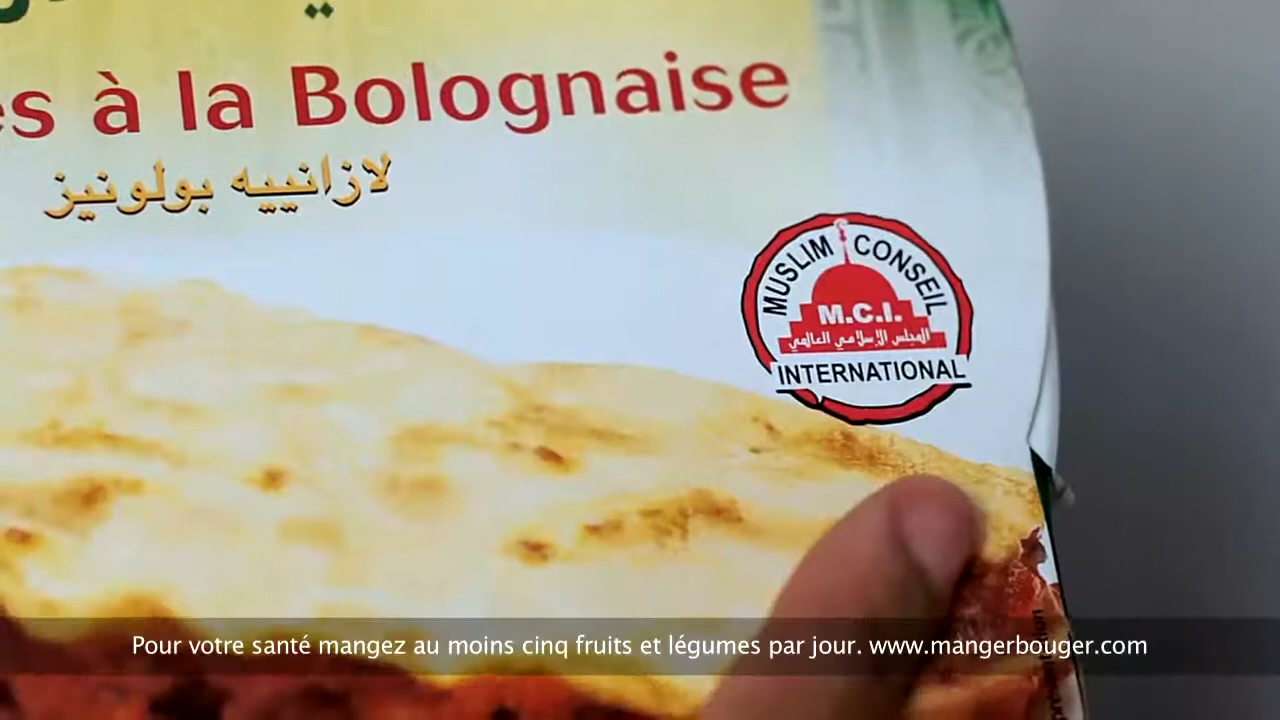 es à la Bolognaise
لازانييه بولونيز
MUSLIM CONSEIL
M.C.I.
المجلس الإسلامي العالمي
INTERNATIONAL
Pour votre santé mangez au moins cinq fruits et légumes par jour. www.mangerbouger.com